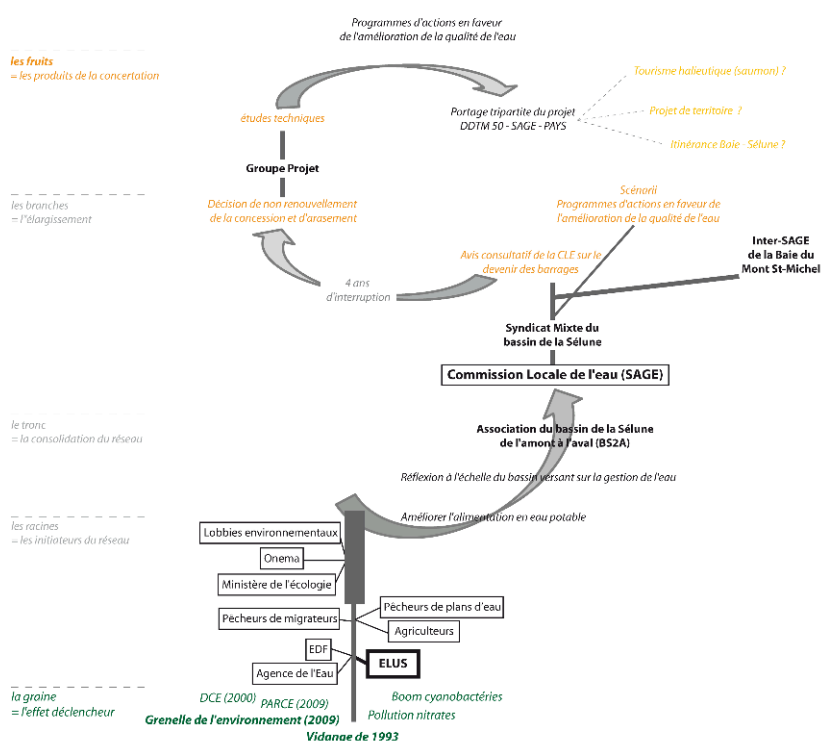 Programmes d'actions en faveur
de l'amélioration de la qualité de l'eau
les fruits
= les produits de la concertation
Tourisme halieutique (saumon) ?
études techniques
Portage tripartite du projet
DDTM 50 - SAGE - PAYS
Projet de territoire ?
Itinérance Baie - Sélune ?
Groupe Projet
les branches
= l'élargissement
Décision de non renouvellement
de la concession et d'arasement
Scénoril
Programmes d'actions en faveur de
l'amélioration de la qualité de l'eau
Avis consultatif de la CLE sur le
devenir des barrages
Inter-SAGE
de la Baie du
Mont St-Michel
4 ans
d'interruption
Syndicat Mixte du
bassin de la Sélune
Commission Locale de l'eau (SAGE)
le tronc
= la consolidation du réseau
Association du bassin de la Sélune
de l'amont à l'aval (BS2A)
Réflexion à l'échelle du bassin versant sur la gestion de l'eau
Améliorer l'alimentation en eau potable
les racines
= les initiateurs du réseau
Lobbies environnementaux
Onema
Ministère de l'écologie
Pêcheurs de migrateurs
Pêcheurs de plans d'eau
Agriculteurs
EDF
ELUS
Agence de l'Eau
la graine
= l'effet déclencheur
DCE (2000)
PARCE (2009)
Boom cyanobactéries
Grenelle de l'environnement (2009)
Pollution nitrates
Vidange de 1993